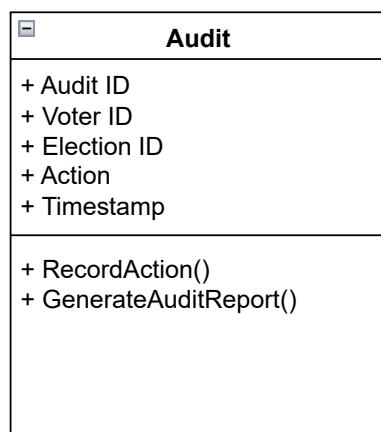 Audit
+ Audit ID
+ Voter ID
+ Election ID
+ Action
+ Timestamp
+ RecordAction()
+ GenerateAuditReport()